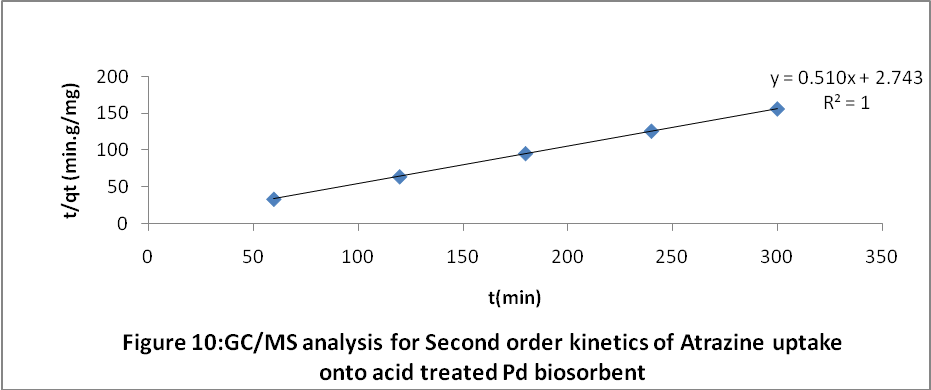 y = 0.510x + 2.743
R² = 1
t/qt (min.g/mg)
200
150
100
50
0
0 50 100 150 200 250 300 350
t(min)
Figure 10:GC/MS analysis for Second order kinetics of Atrazine uptake
onto acid treated Pd biosorbent